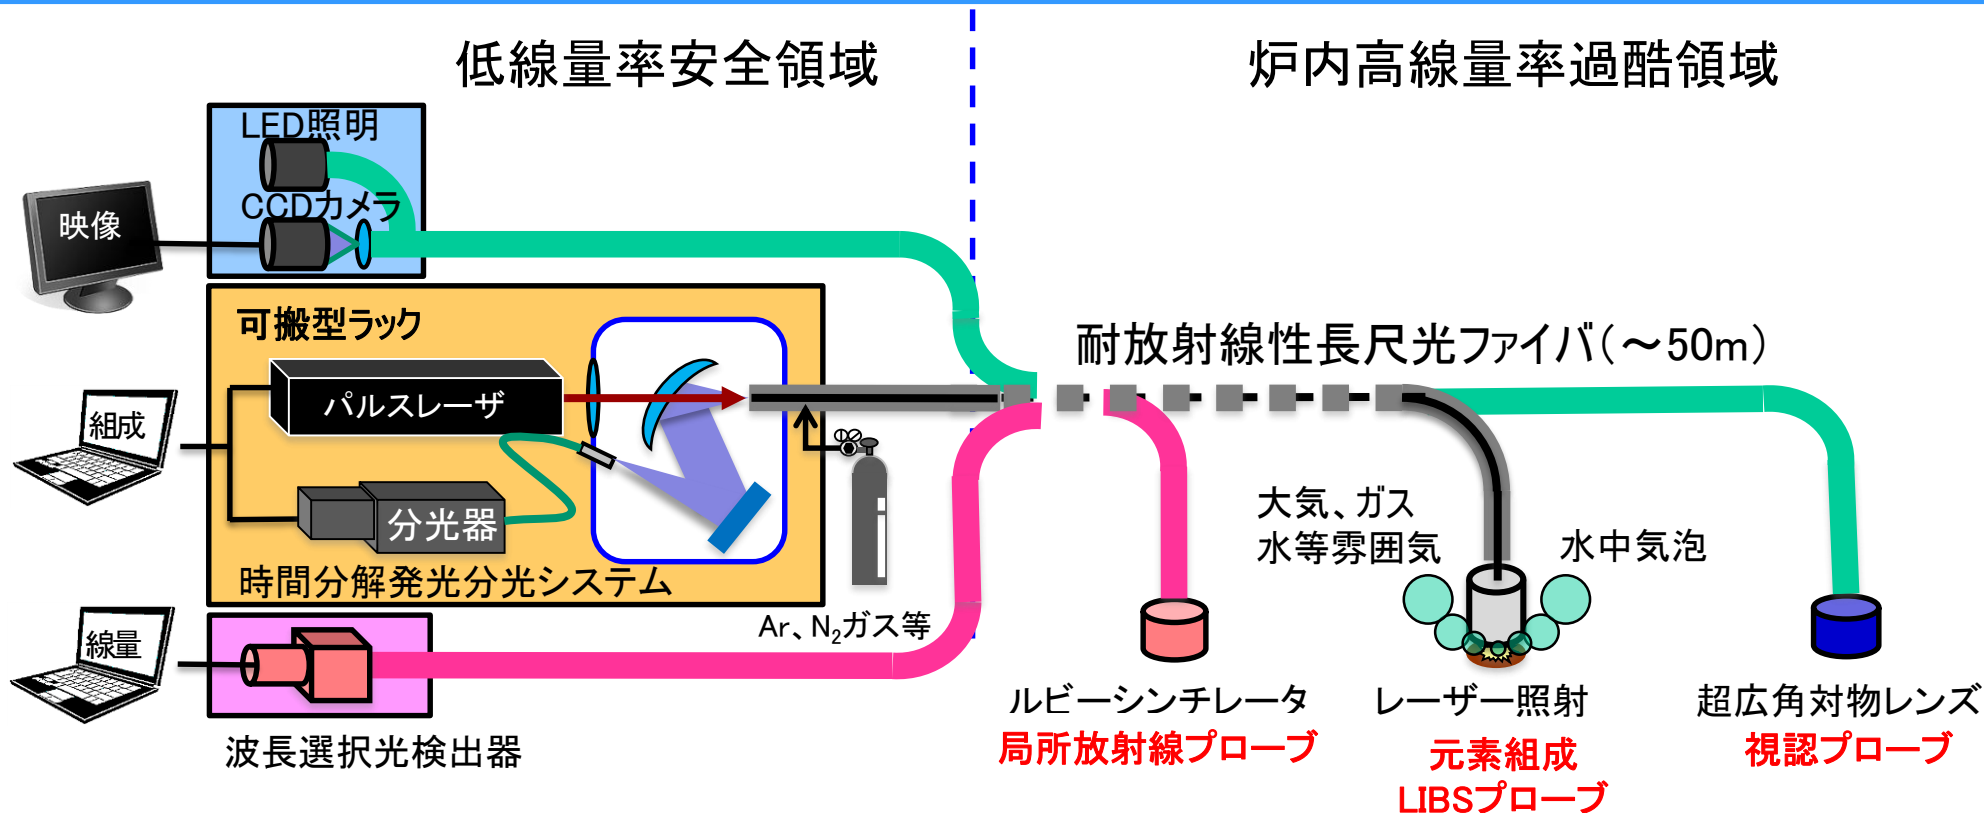 低線量率安全領域
炉内高線量率過酷領域
LED照明
CCDカメラ
映像
可搬型ラック
耐放射線性長尺光ファイバ(～50m)
パルスレーザ
組成
分光器
大気、ガス
水等雰囲気
水中気泡
時間分解発光分光システム
Ar、N₂ガス等
線量
波長選択光検出器
ルビーシンチレータ
局所放射線プローブ
レーザー照射
元素組成
LIBSプローブ
超広角対物レンズ
視認プローブ